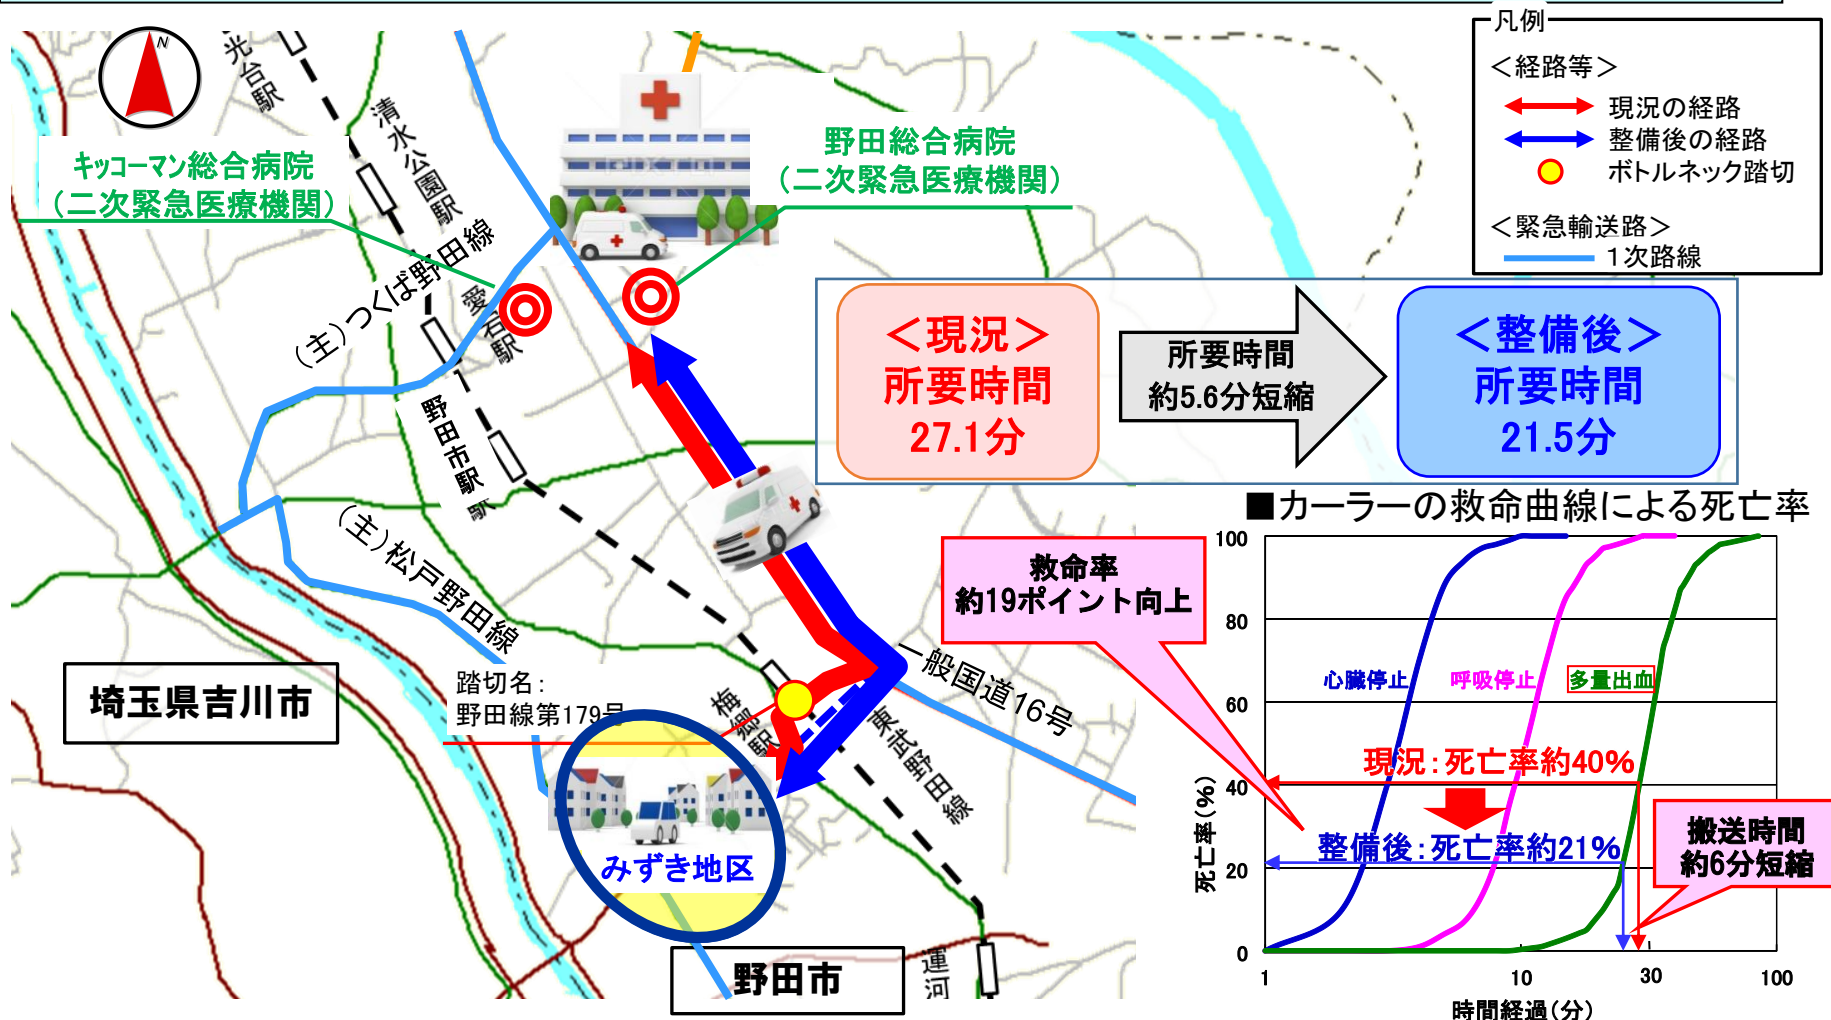 凡例
＜経路等＞
現況の経路
整備後の経路
ボトルネック踏切
＜緊急輸送路＞
１次路線
N
光台駅
清水公園駅
キッコーマン総合病院
（二次緊急医療機関）
野田総合病院
（二次緊急医療機関）
（主）つくば野田線
愛宕駅
野田市駅
駅
（主）松戸野田線
＜現況＞
所要時間
27.1分
所要時間
約5.6分短縮
＜整備後＞
所要時間
21.5分
埼玉県吉川市
踏切名：
野田線第179号
梅郷駅
東武野田線
一般国道16号
みずき地区
野田市
運河
■カーラーの救命曲線による死亡率
救命率
約19ポイント向上
100
80
60
40
20
0
死亡率(%)
心臓停止
呼吸停止
多量出血
現況：死亡率約40%
整備後：死亡率約21%
搬送時間
約6分短縮
1
10
30
100
時間経過(分)